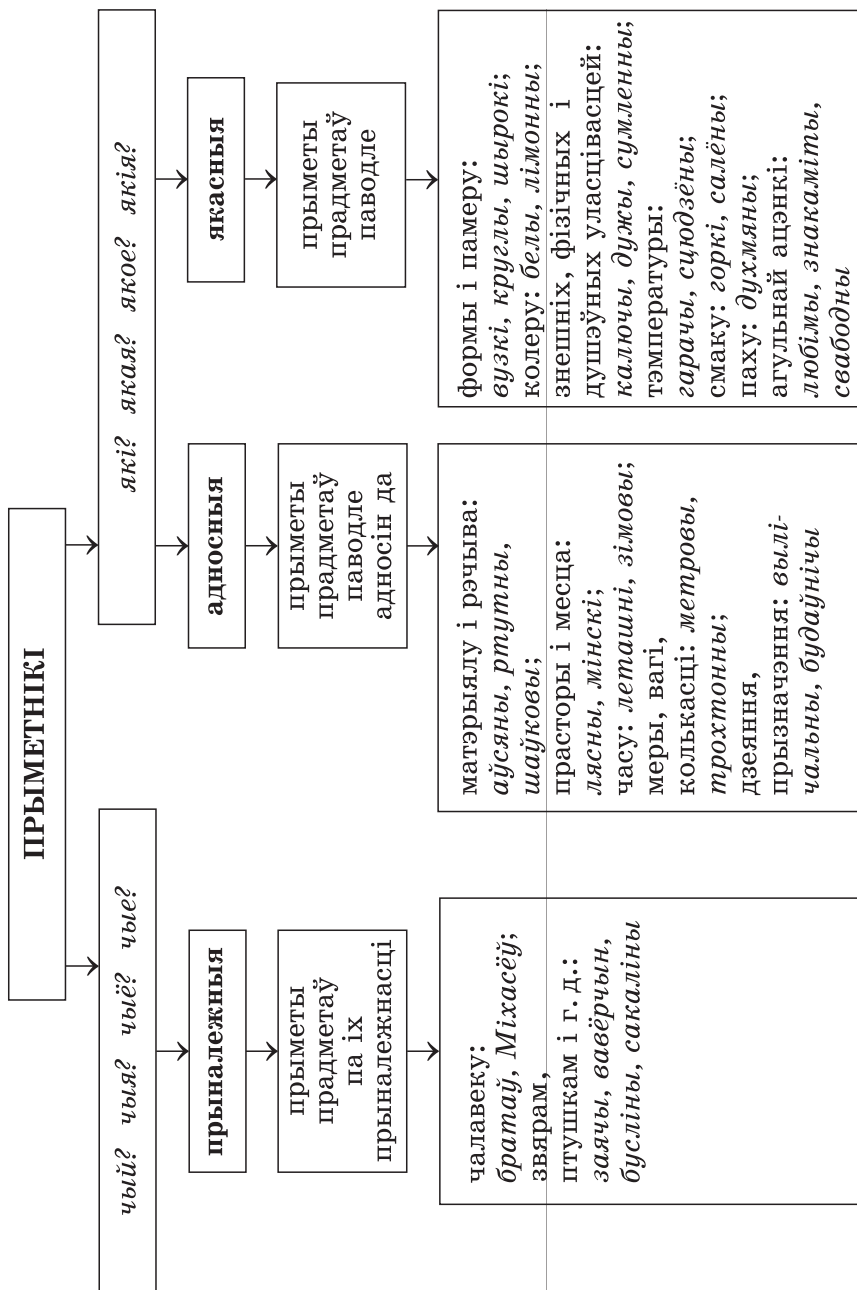 ПРЫМЕТНІКІ
чый? чыя? чыё? чые?
які? якая? якое? якія?
прыналежныя
адносныя
якасныя
прыметы
прадметаў
па іх
прыналежнасці
прыметы
прадметаў
паводле
адносін да
прыметы
прадметаў
паводле
чалавеку:
братаў, Міхасёў;
звярам,
птушкам і г. д.:
заячы, вавёрчын,
бусліны, сакаліны
матэрыялу і рэчыва:
аўсяны, ртутны,
шаўковы;
прасторы і месца:
лясны, мінскі;
часу: леташні, зімовы;
меры, вагі,
колькасці: метровы,
трохтонны;
дзеяння,
прызначэння: вылі-
чальны, будаўнічы
формы і памеру:
вузкі, круглы, шырокі;
колеру: белы, лімонны;
знешніх, фізічных і
душэўных уласцівасцей:
калючы, дужы, сумленны;
тэмпературы:
гарачы, сцюдзёны;
смаку: горкі, салёны;
паху: духмяны;
агульнай ацэнкі:
любімы, знакаміты,
свабодны